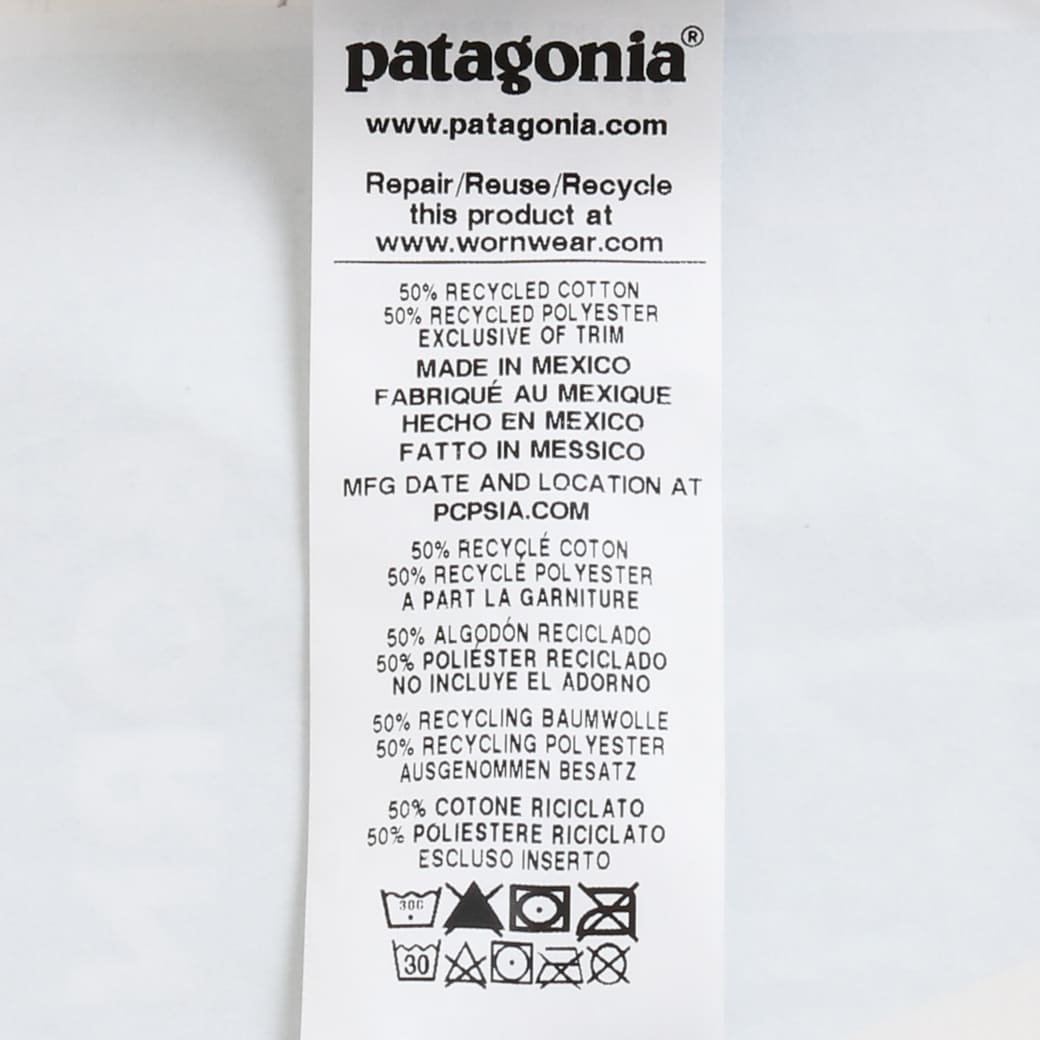 patagonia®
www.patagonia.com
Repair/Reuse/Recycle
this product at
www.wornwear.com
50% RECYCLED COTTON
50% RECYCLED POLYESTER
EXCLUSIVE OF TRIM
MADE IN MEXICO
FABRIQUÉ AU MEXIQUE
HECHO EN MEXICO
FATTO IN MESSICO
MFG DATE AND LOCATION AT
PCPSIA.COM
50% RECYCLÉ COTON
50% RECYCLÉ POLYESTER
A PART LA GARNITURE
50% ALGODÓN RECICLADO
50% POLIÉSTER RECICLADO
NO INCLUYE EL ADORNO
50% RECYCLING BAUMWOLLE
50% RECYCLING POLYESTER
AUSGENOMMEN BESATZ
50% COTONE RICICLATO
50% POLIESTERE RICICLATO
ESCLUSO INSERTO
30C
30